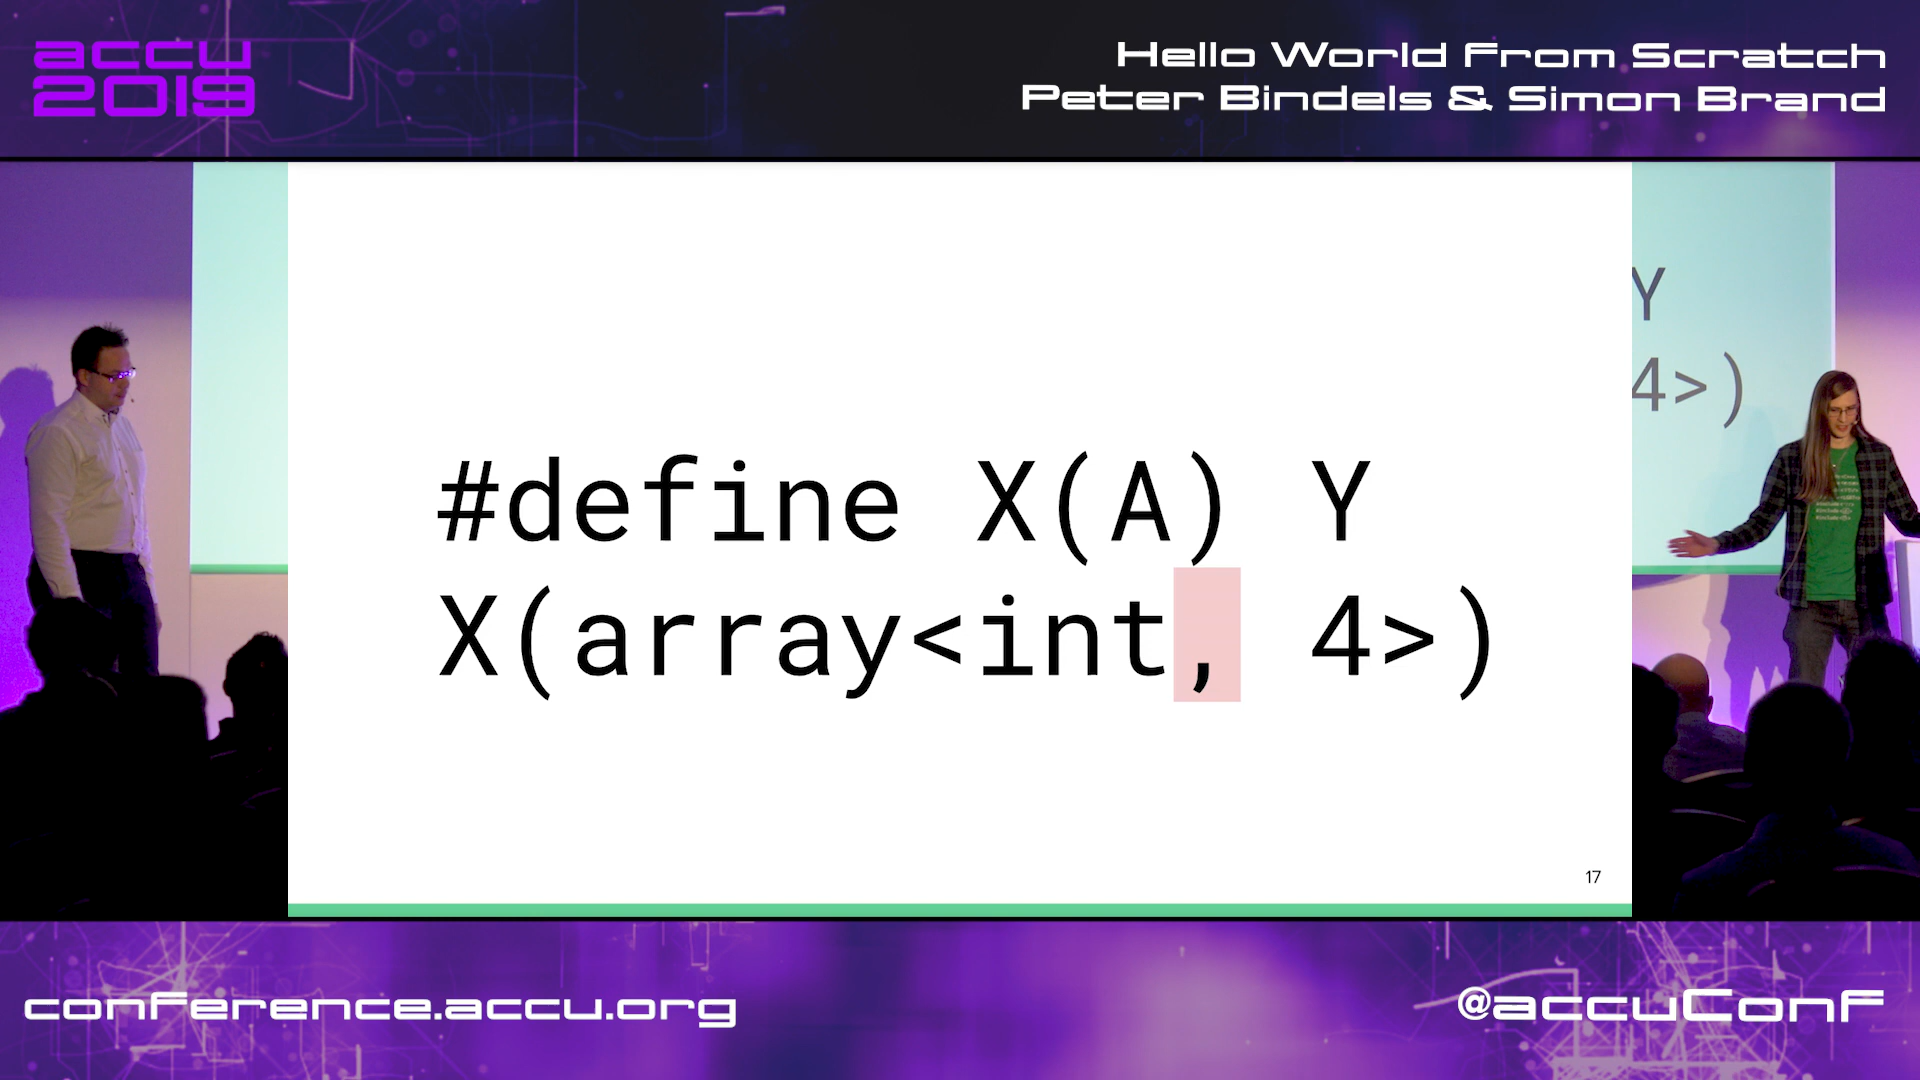 accu
2019
Hello World From Scratch
Peter Bindels & Simon Brand
#define X(A) Y
X(array<int, 4>)
Y
4>)
17
conference.accu.org
@accuConf